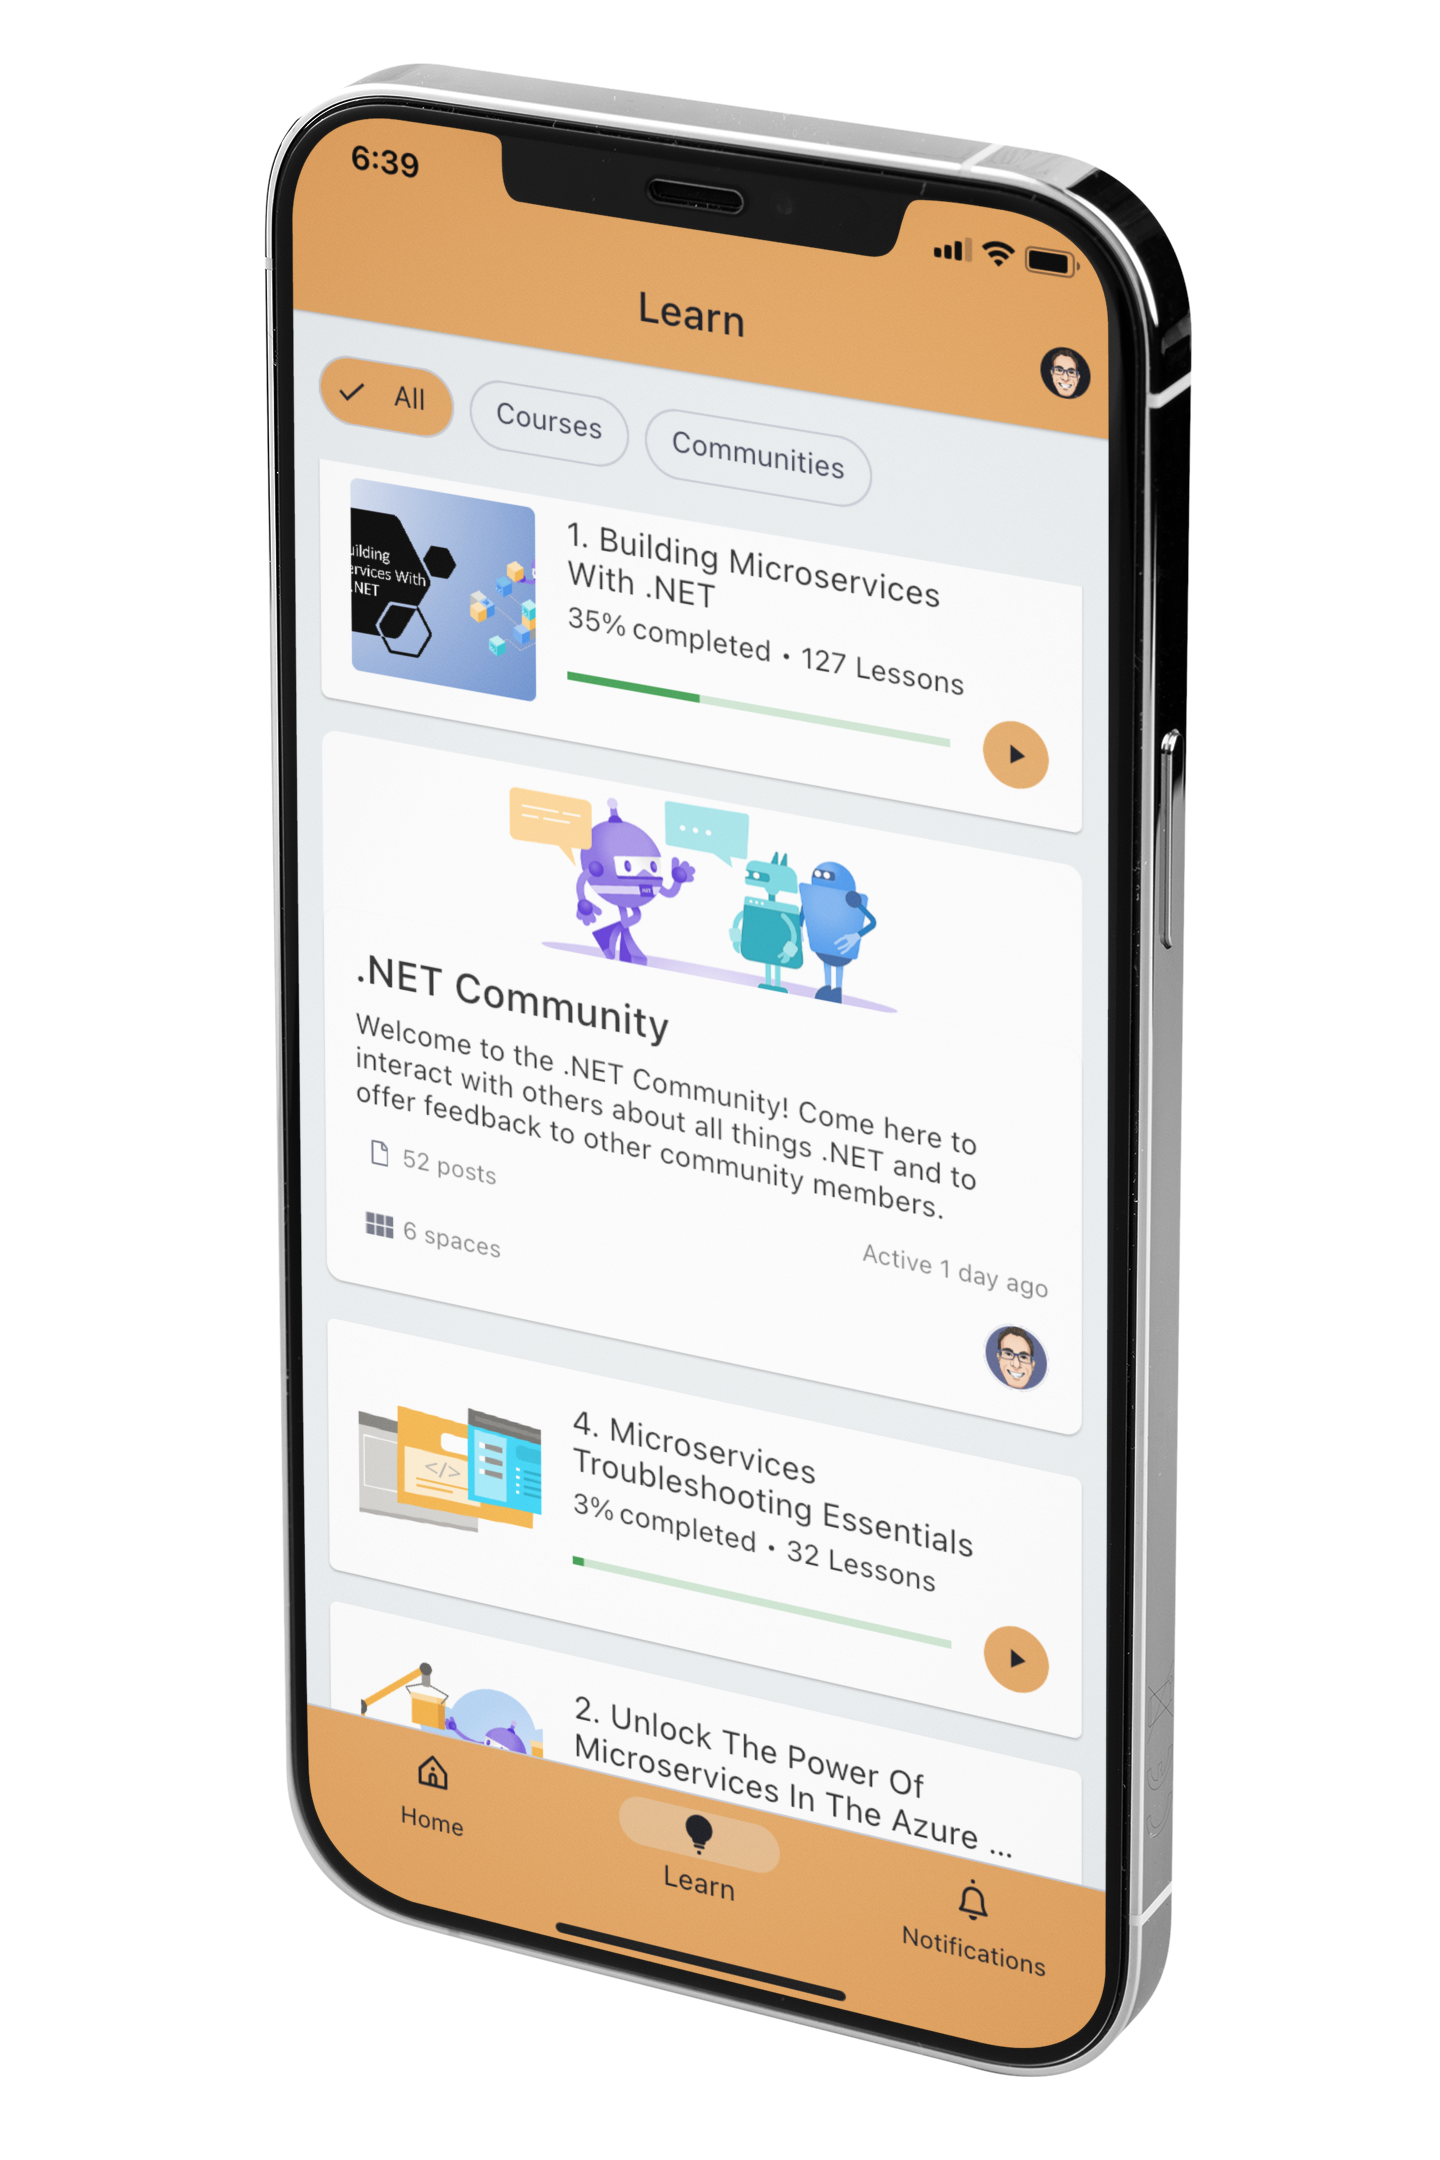 6:39
Learn
All
Courses
Communities
uilding
ervices With
.NET
1. Building Microservices
With .NET
35% completed • 127 Lessons
.NET Community
Welcome to the .NET Community! Come here to
interact with others about all things .NET and to
offer feedback to other community members.
52 posts
6 spaces
Active 1 day ago
</>
4. Microservices
Troubleshooting Essentials
3% completed • 32 Lessons
2. Unlock The Power Of
Microservices In The Azure ...
Home
Learn
Notifications